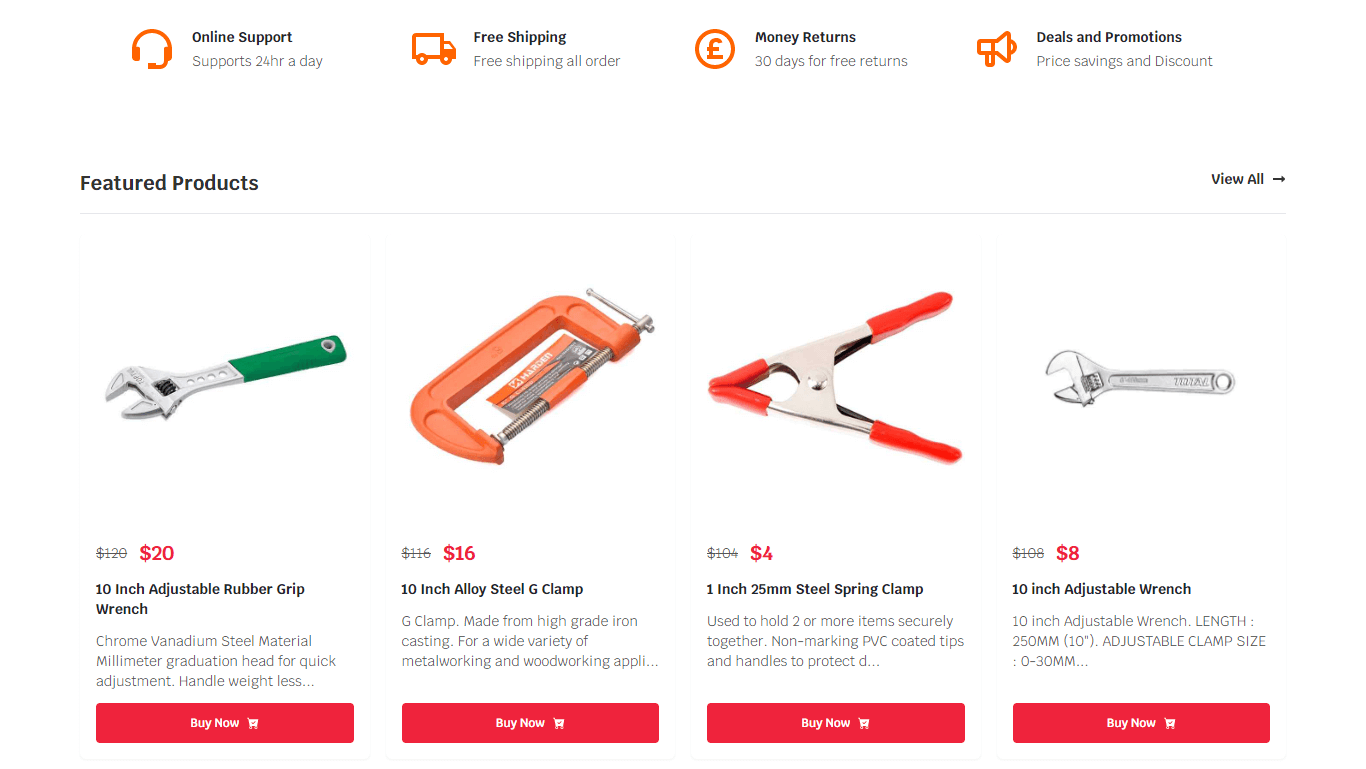 Online Support
Supports 24hr a day
Free Shipping
Free shipping all order
Money Returns
30 days for free returns
Deals and Promotions
Price savings and Discount
Featured Products
View All
HARDEN
TOTAL
$120 $20
10 Inch Adjustable Rubber Grip
Wrench
Chrome Vanadium Steel Material
Millimeter graduation head for quick
adjustment. Handle weight less...
Buy Now
$116 $16
10 Inch Alloy Steel G Clamp
G Clamp. Made from high grade iron
casting. For a wide variety of
metalworking and woodworking appli...
Buy Now
$104 $4
1 Inch 25mm Steel Spring Clamp
Used to hold 2 or more items securely
together. Non-marking PVC coated tips
and handles to protect d...
Buy Now
$108 $8
10 inch Adjustable Wrench
10 inch Adjustable Wrench. LENGTH :
250MM (10"). ADJUSTABLE CLAMP SIZE
: 0-30MM...
Buy Now